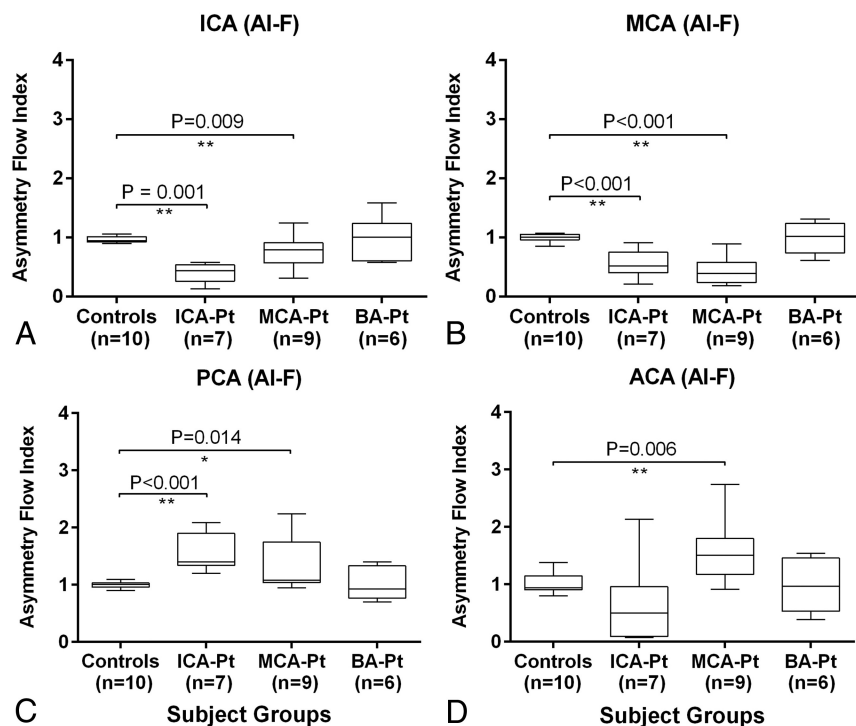 ICA (AI-F)
Asymmetry Flow Index
4
3
2
1
0
P=0.009
**
P = 0.001
**
Controls ICA-Pt MCA-Pt BA-Pt
(n=10) (n=7) (n=9) (n=6)
A
MCA (AI-F)
Asymmetry Flow Index
4
3
2
1
0
P<0.001
**
P<0.001
**
Controls ICA-Pt MCA-Pt BA-Pt
(n=10) (n=7) (n=9) (n=6)
B
PCA (AI-F)
Asymmetry Flow Index
4
3
2
1
0
P=0.014
*
P<0.001
**
Controls ICA-Pt MCA-Pt BA-Pt
(n=10) (n=7) (n=9) (n=6)
C
Subject Groups
ACA (AI-F)
Asymmetry Flow Index
4
3
2
1
0
P=0.006
**
Controls ICA-Pt MCA-Pt BA-Pt
(n=10) (n=7) (n=9) (n=6)
D
Subject Groups